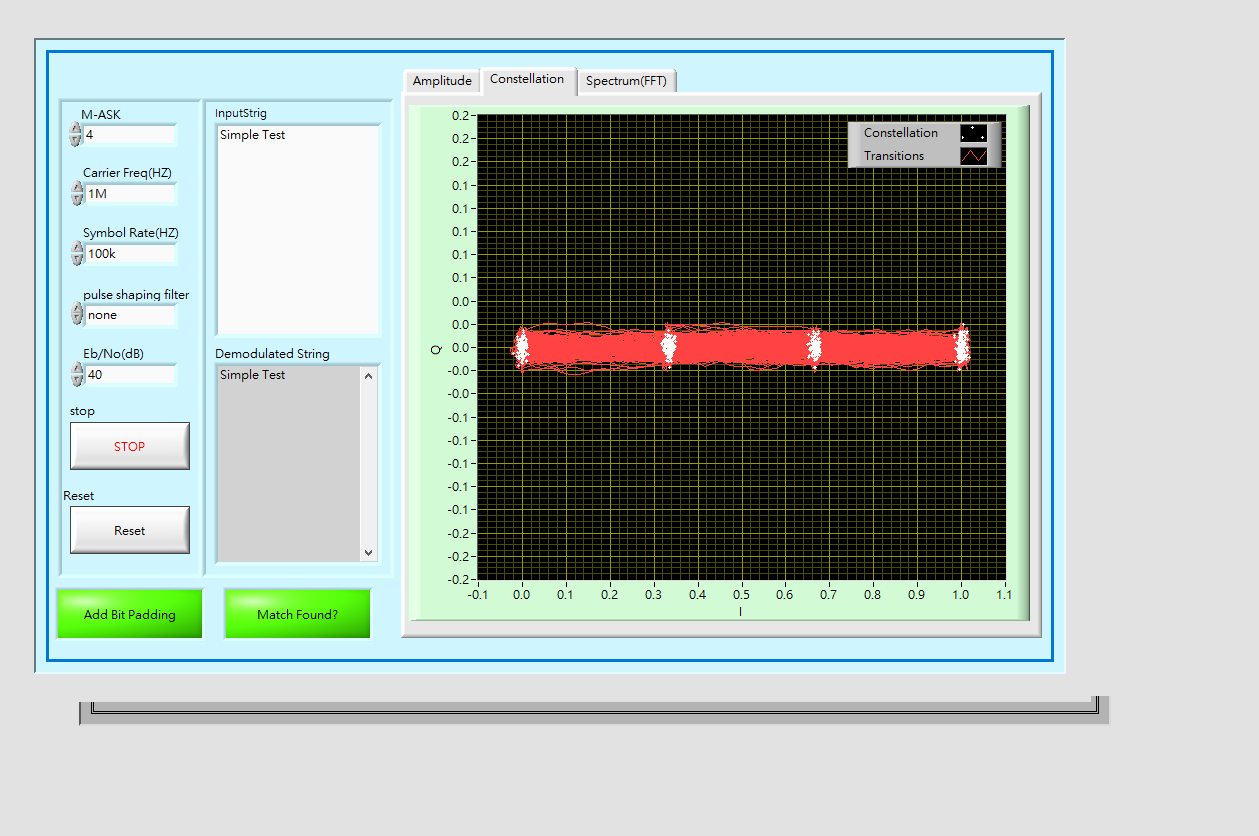 Amplitude
Constellation
Spectrum(FFT)
M-ASK
4
Carrier Freq(HZ)
1M
Symbol Rate(HZ)
100k
pulse shaping filter
none
Eb/No(dB)
40
stop
STOP
Reset
Reset
Add Bit Padding
InputStrig
Simple Test
Demodulated String
Simple Test
Match Found?
Constellation
Transitions
Q
0.2
0.2
0.2
0.1
0.1
0.1
0.1
0.1
0.0
0.0
0.0
-0.0
-0.0
-0.1
-0.1
-0.1
-0.1
-0.1
-0.2
-0.2
-0.2
-0.1 0.0 0.1 0.2 0.3 0.4 0.5 0.6 0.7 0.8 0.9 1.0 1.1
I